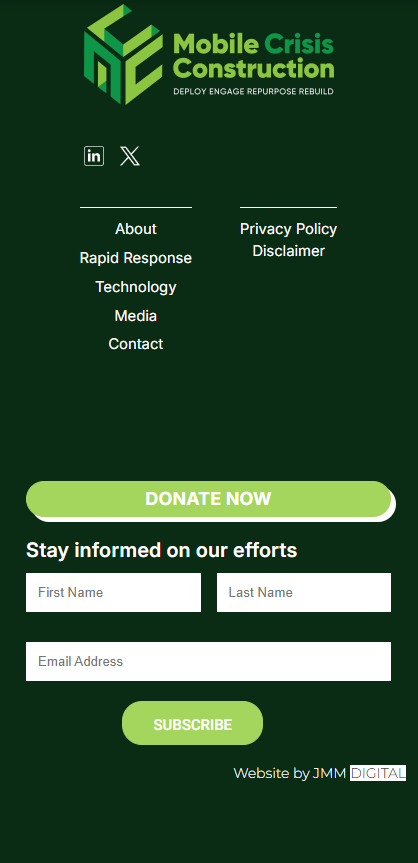 Mobile Crisis
Construction
DEPLOY ENGAGE REPURPOSE REBUILD
in X
About
Rapid Response
Technology
Media
Contact
Privacy Policy
Disclaimer
DONATE NOW
Stay informed on our efforts
First Name Last Name
Email Address
SUBSCRIBE
Website by JMM DIGITAL